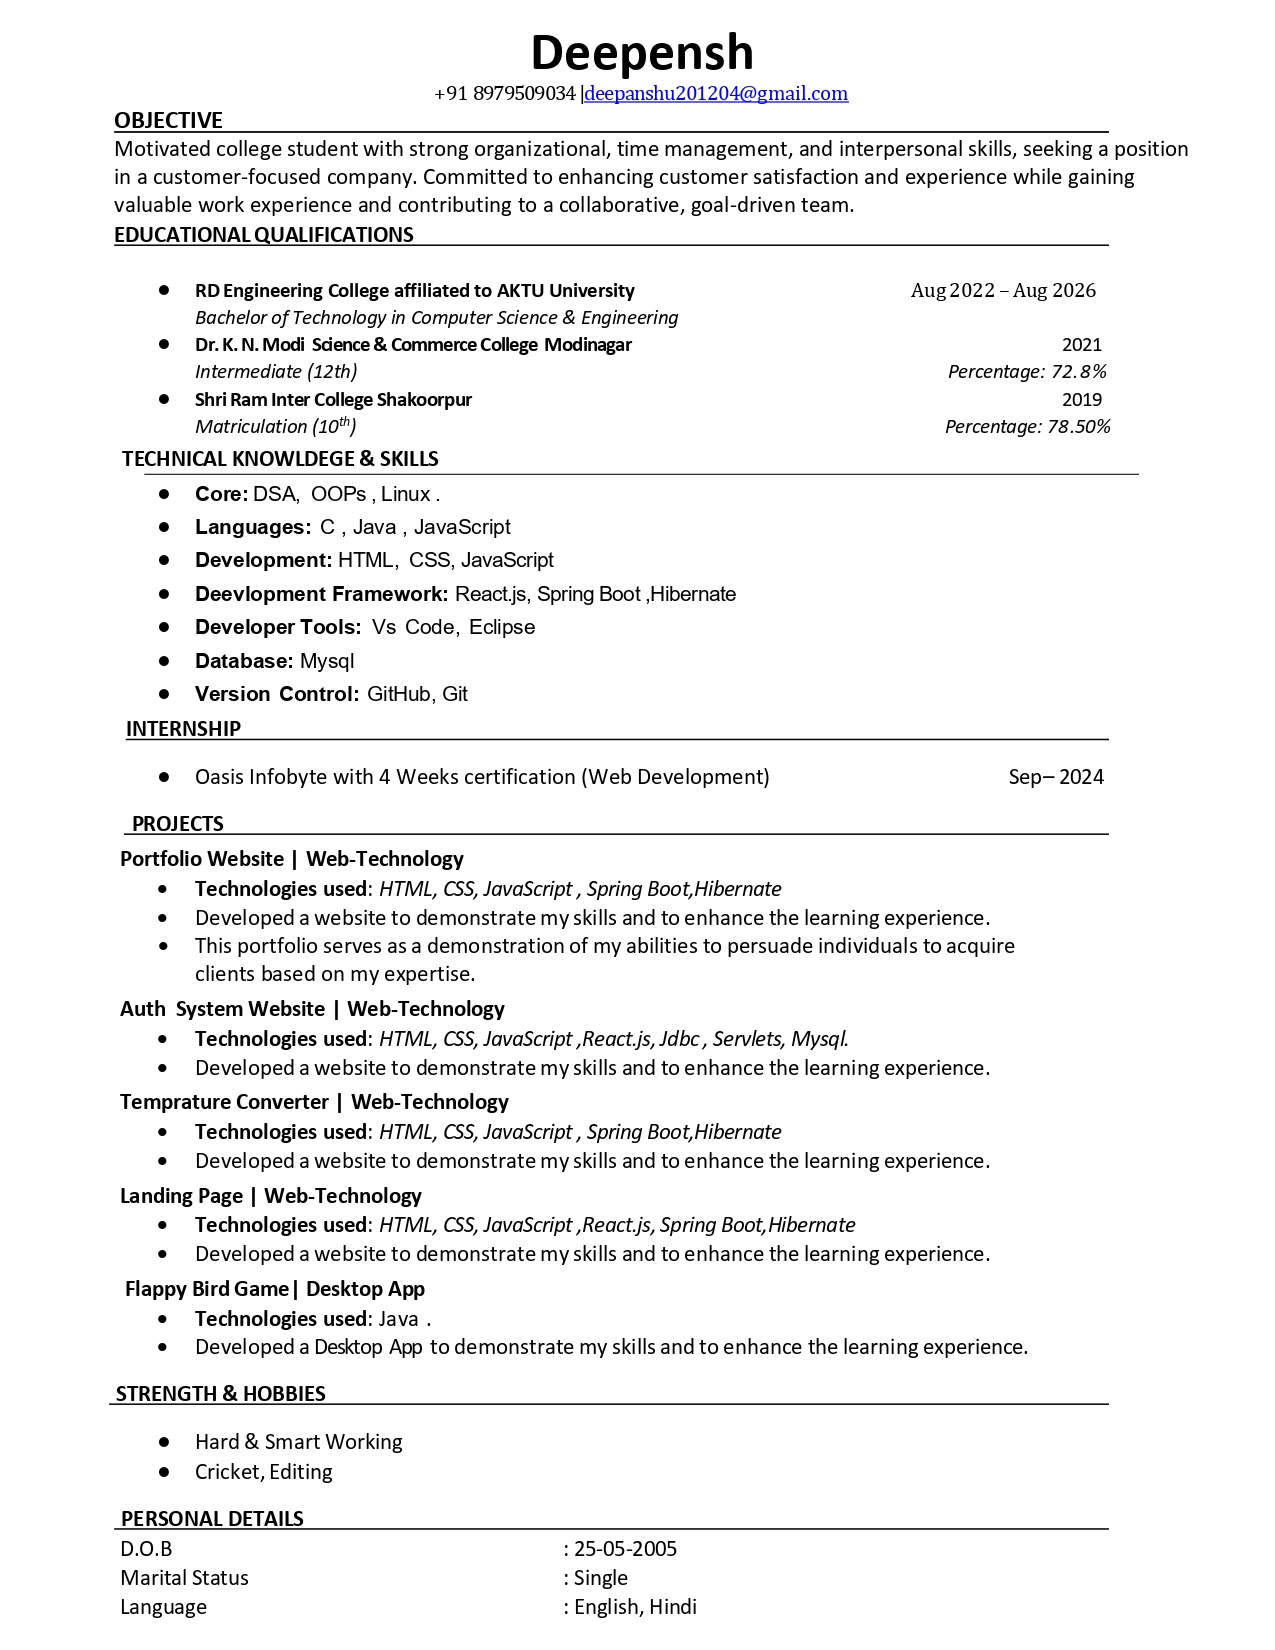 Deepensh
+91 8979509034 |deepanshu201204@gmail.com
OBJECTIVE
Motivated college student with strong organizational, time management, and interpersonal skills, seeking a position
in a customer-focused company. Committed to enhancing customer satisfaction and experience while gaining
valuable work experience and contributing to a collaborative, goal-driven team.
EDUCATIONAL QUALIFICATIONS
● RD Engineering College affiliated to AKTU University Aug 2022 – Aug 2026
Bachelor of Technology in Computer Science & Engineering
● Dr. K. N. Modi Science & Commerce College Modinagar 2021
Intermediate (12th) Percentage: 72.8%
● Shri Ram Inter College Shakoorpur 2019
Matriculation (10th) Percentage: 78.50%
TECHNICAL KNOWLDEGE & SKILLS
● Core: DSA, OOPs , Linux .
● Languages: C , Java , JavaScript
● Development: HTML, CSS, JavaScript
● Deevlopment Framework: React.js, Spring Boot ,Hibernate
● Developer Tools: Vs Code, Eclipse
● Database: Mysql
● Version Control: GitHub, Git
INTERNSHIP
● Oasis Infobyte with 4 Weeks certification (Web Development) Sep– 2024
PROJECTS
Portfolio Website | Web-Technology
• Technologies used: HTML, CSS, JavaScript , Spring Boot,Hibernate
• Developed a website to demonstrate my skills and to enhance the learning experience.
• This portfolio serves as a demonstration of my abilities to persuade individuals to acquire
clients based on my expertise.
Auth System Website | Web-Technology
• Technologies used: HTML, CSS, JavaScript ,React.js, Jdbc , Servlets, Mysql.
• Developed a website to demonstrate my skills and to enhance the learning experience.
Temprature Converter | Web-Technology
• Technologies used: HTML, CSS, JavaScript , Spring Boot,Hibernate
• Developed a website to demonstrate my skills and to enhance the learning experience.
Landing Page | Web-Technology
• Technologies used: HTML, CSS, JavaScript ,React.js, Spring Boot,Hibernate
• Developed a website to demonstrate my skills and to enhance the learning experience.
Flappy Bird Game| Desktop App
• Technologies used: Java .
• Developed a Desktop App to demonstrate my skills and to enhance the learning experience.
STRENGTH & HOBBIES
● Hard & Smart Working
● Cricket, Editing
PERSONAL DETAILS
D.O.B : 25-05-2005
Marital Status : Single
Language : English, Hindi